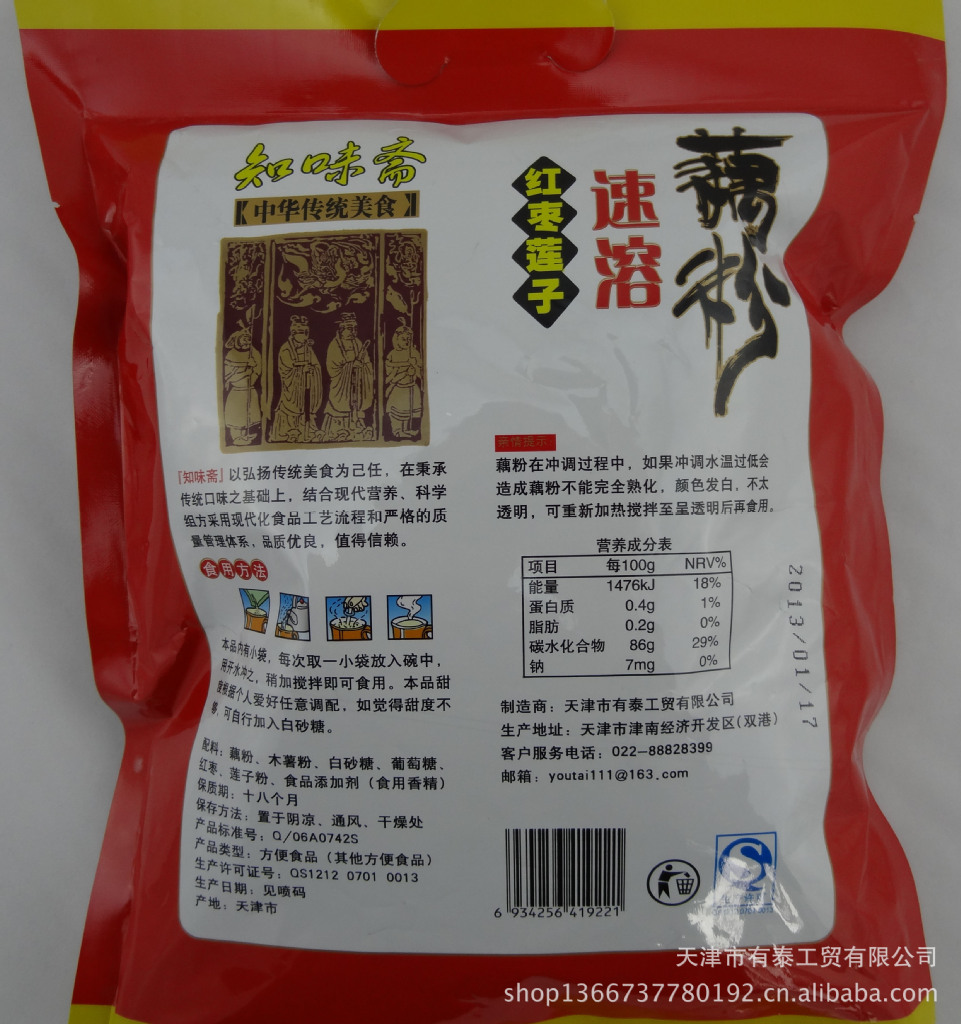 知味斋
【中华传统美食】
红枣莲子
速溶
藕粉
『知味斋』以弘扬传统美食为己任，在秉承
传统口味之基础上，结合现代营养、科学
组方采用现代化食品工艺流程和严格的质
量管理体系、品质优良，值得信赖。
食用方法
本品内有小袋，每次取一小袋放入碗中，
用开水冲之，稍加搅拌即可食用。本品甜
度根据个人爱好任意调配，如觉得甜度不
够，可自行加入白砂糖。
配料：藕粉、木薯粉、白砂糖、葡萄糖、
红枣、莲子粉、食品添加剂（食用香精）
保质期：十八个月
保存方法：置于阴凉、通风、干燥处
产品标准号：Q/06A0742S
产品类型：方便食品（其他方便食品）
生产许可证号：QS1212 0701 0013
生产日期：见喷码
产地：天津市
温情提示:
藕粉在冲调过程中，如果冲调水温过低会
造成藕粉不能完全熟化，颜色发白，不太
透明，可重新加热搅拌至呈透明后再食用。
营养成分表
项目 每100g NRV%
能量 1476kJ 18%
蛋白质 0.4g 1%
脂肪 0.2g 0%
碳水化合物 86g 29%
钠 7mg 0%
2013/01/17
制造商：天津市有泰工贸有限公司
生产地址：天津市津南经济开发区(双港)
客户服务电话：022-88828399
邮箱：youtai111@163.com
6 934256 419221
天津市有泰工贸有限公司
shop1366737780192.cn.alibaba.com